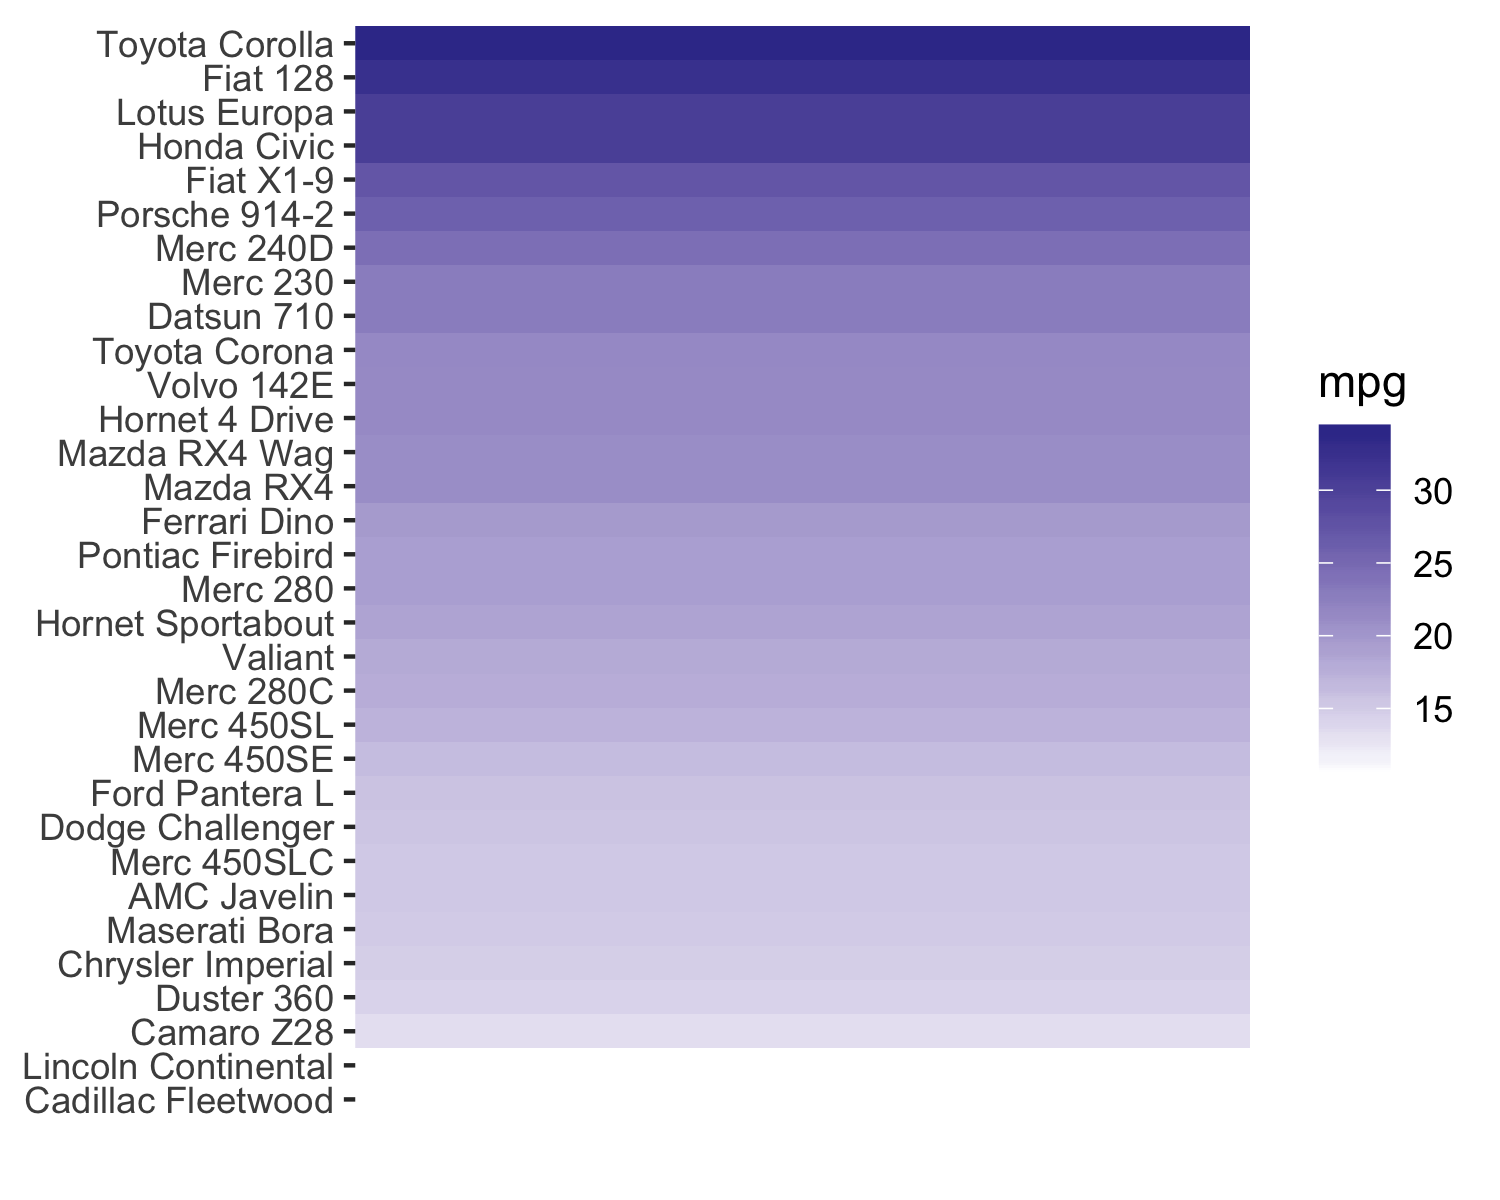 Toyota Corolla
Fiat 128
Lotus Europa
Honda Civic
Fiat X1-9
Porsche 914-2
Merc 240D
Merc 230
Datsun 710
Toyota Corona
Volvo 142E
Hornet 4 Drive
Mazda RX4 Wag
Mazda RX4
Ferrari Dino
Pontiac Firebird
Merc 280
Hornet Sportabout
Valiant
Merc 280C
Merc 450SL
Merc 450SE
Ford Pantera L
Dodge Challenger
Merc 450SLC
AMC Javelin
Maserati Bora
Chrysler Imperial
Duster 360
Camaro Z28
Lincoln Continental
Cadillac Fleetwood
mpg
30
25
20
15